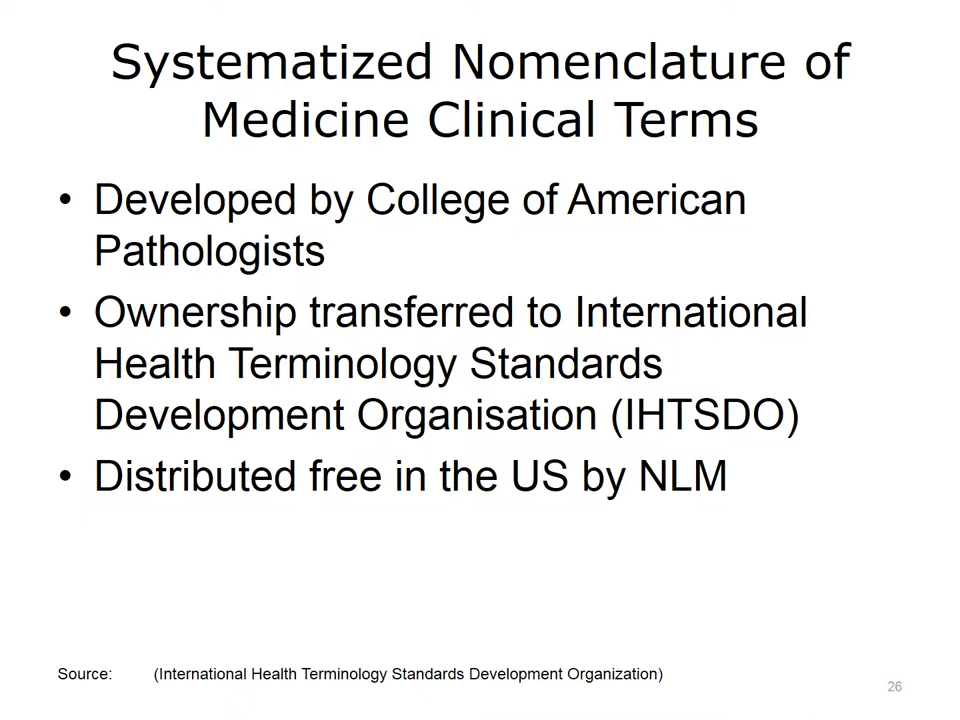 Systematized Nomenclature of
Medicine Clinical Terms
• Developed by College of American
Pathologists
• Ownership transferred to International
Health Terminology Standards
Development Organisation (IHTSDO)
• Distributed free in the US by NLM
Source: (International Health Terminology Standards Development Organization)
26